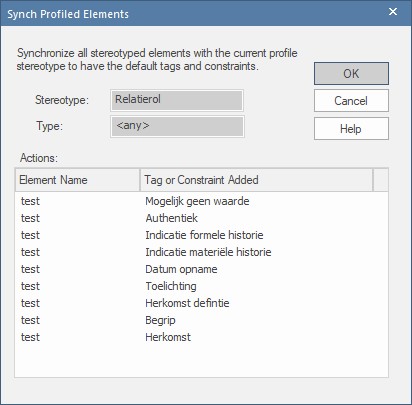 Synch Profiled Elements
Synchronize all stereotyped elements with the current profile
stereotype to have the default tags and constraints.
OK
Stereotype: Relatierol
Cancel
Type: <any>
Help
Actions:
Element Name Tag or Constraint Added
test Mogelijk geen waarde
test Authentiek
test Indicatie formele historie
test Indicatie materiële historie
test Datum opname
test Toelichting
test Herkomst defintie
test Begrip
test Herkomst